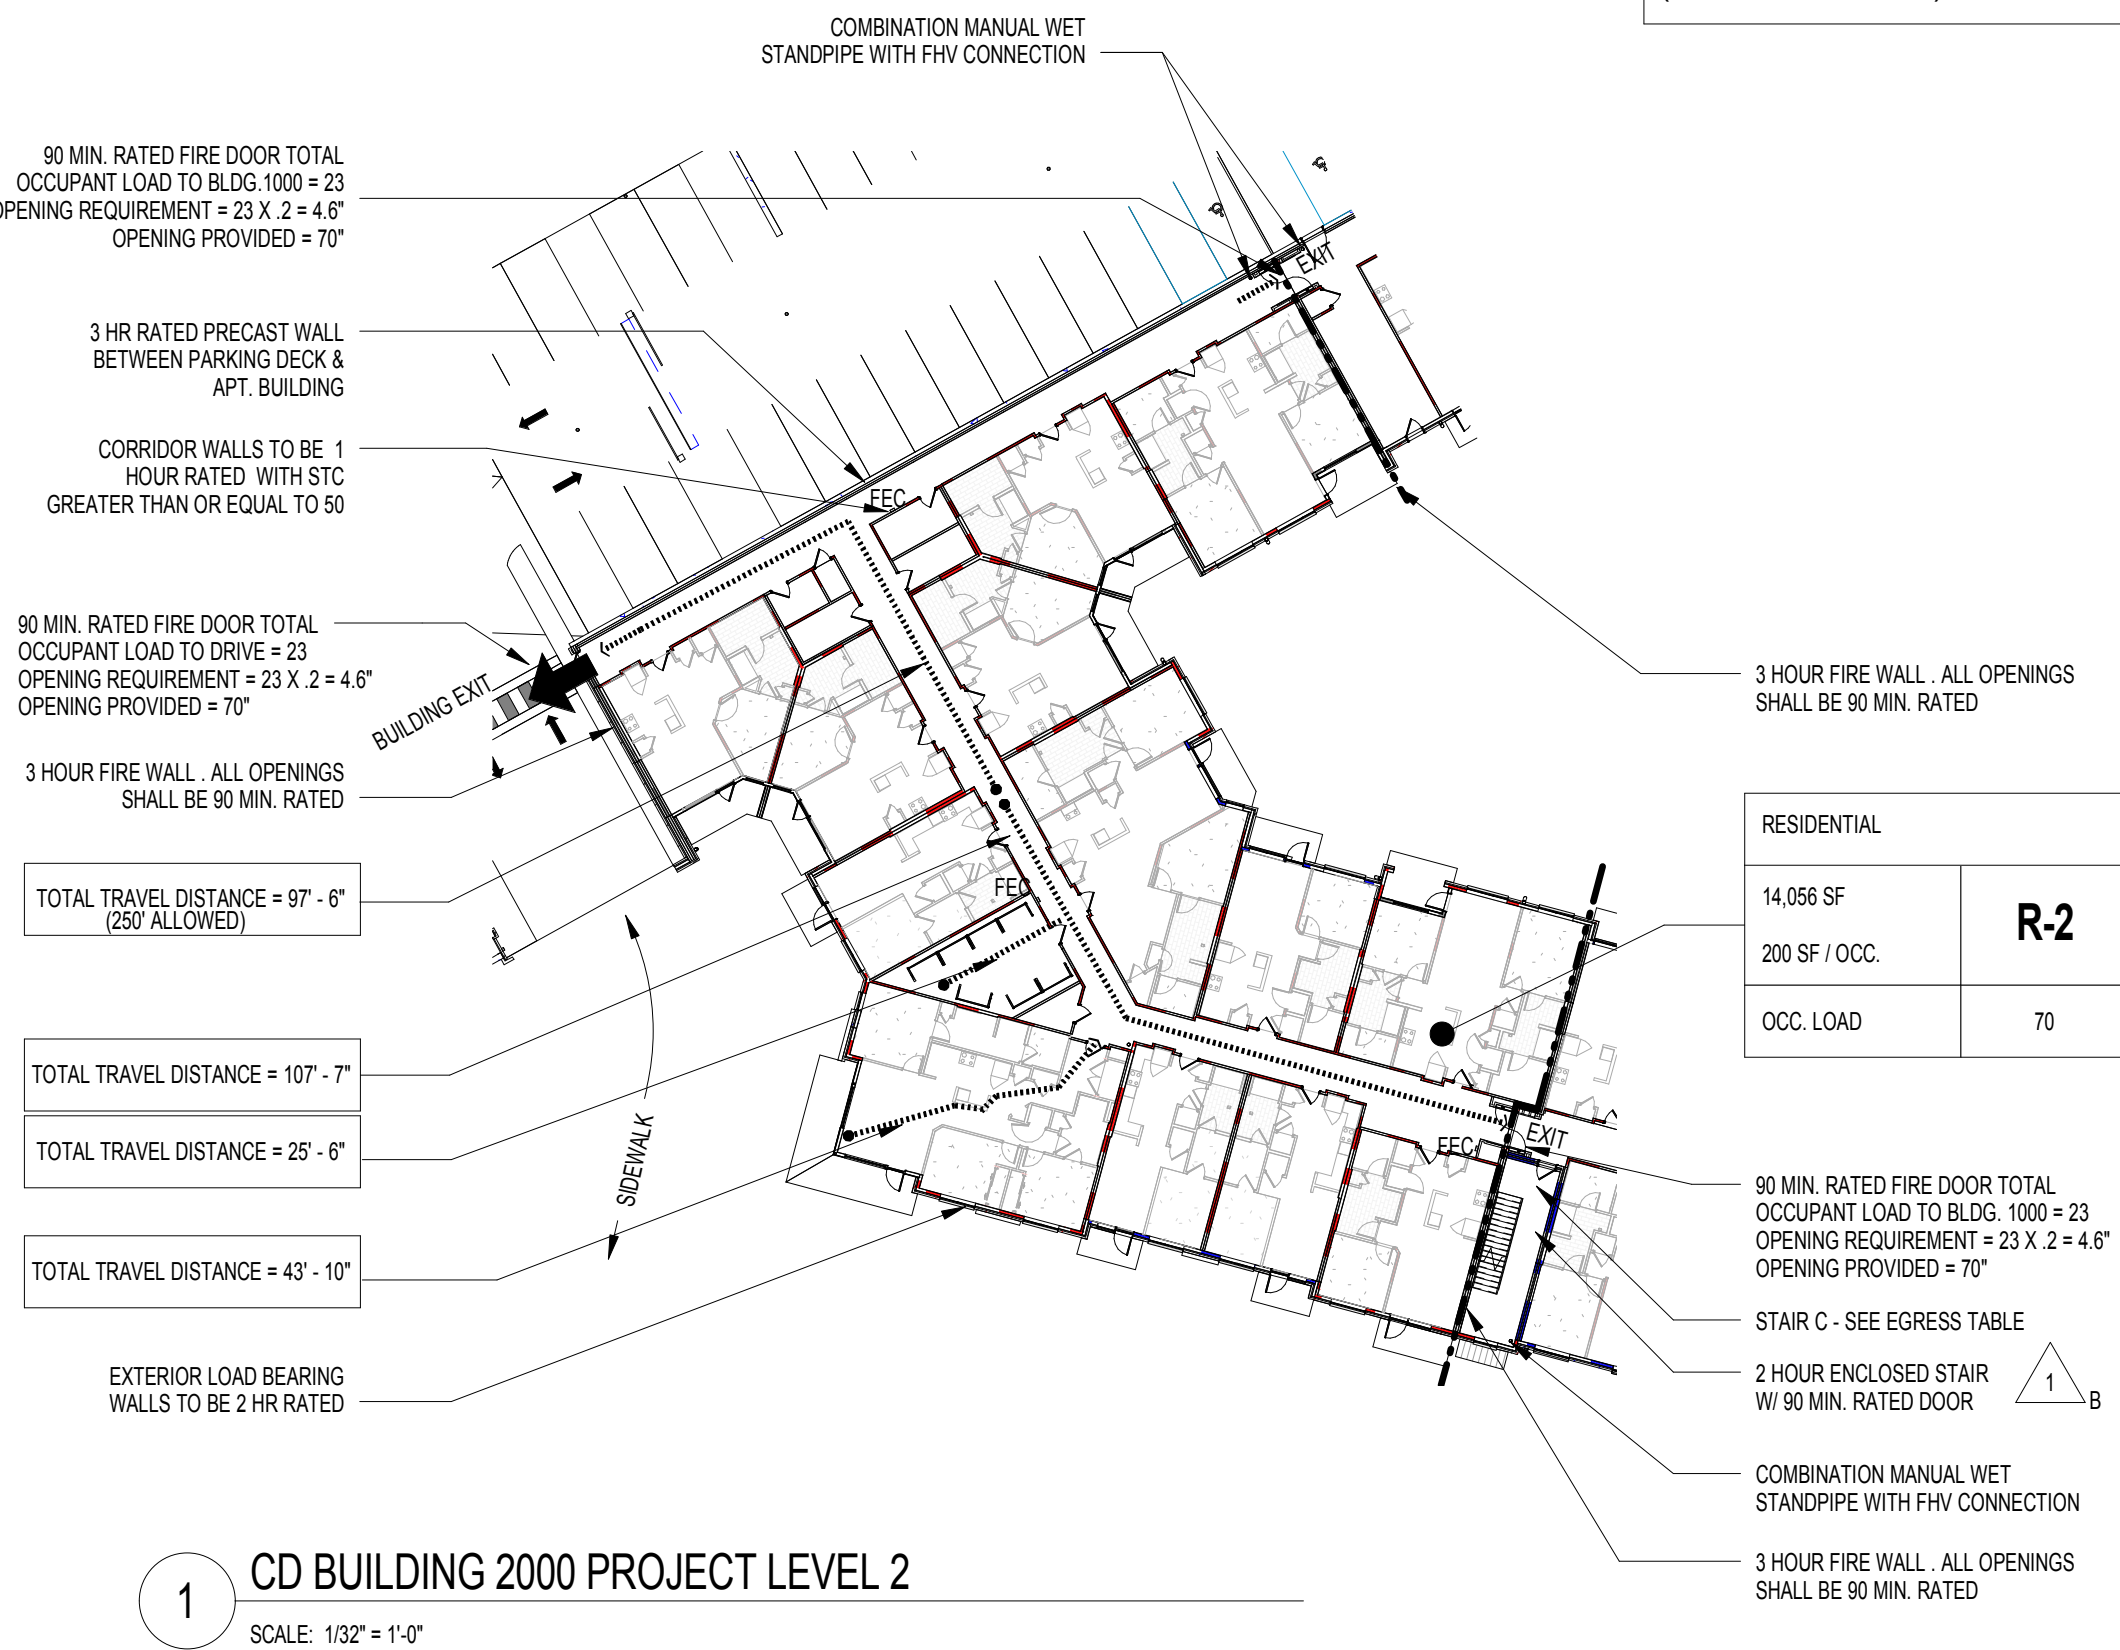 COMBINATION MANUAL WET
STANDPIPE WITH FHV CONNECTION
90 MIN. RATED FIRE DOOR TOTAL
OCCUPANT LOAD TO BLDG.1000 = 23
OPENING REQUIREMENT = 23 X .2 = 4.6"
OPENING PROVIDED = 70"
3 HR RATED PRECAST WALL
BETWEEN PARKING DECK &
APT. BUILDING
CORRIDOR WALLS TO BE 1
HOUR RATED WITH STC
GREATER THAN OR EQUAL TO 50
90 MIN. RATED FIRE DOOR TOTAL
OCCUPANT LOAD TO DRIVE = 23
OPENING REQUIREMENT = 23 X .2 = 4.6"
OPENING PROVIDED = 70"
3 HOUR FIRE WALL . ALL OPENINGS
SHALL BE 90 MIN. RATED
TOTAL TRAVEL DISTANCE = 97' - 6"
(250' ALLOWED)
TOTAL TRAVEL DISTANCE = 107' - 7"
TOTAL TRAVEL DISTANCE = 25' - 6"
TOTAL TRAVEL DISTANCE = 43' - 10"
EXTERIOR LOAD BEARING
WALLS TO BE 2 HR RATED
EXIT
FEC
BUILDING EXIT
FEC
SIDEWALK
FEC
EXIT
3 HOUR FIRE WALL . ALL OPENINGS
SHALL BE 90 MIN. RATED
RESIDENTIAL
14,056 SF
200 SF / OCC.
R-2
OCC. LOAD
70
90 MIN. RATED FIRE DOOR TOTAL
OCCUPANT LOAD TO BLDG. 1000 = 23
OPENING REQUIREMENT = 23 X .2 = 4.6"
OPENING PROVIDED = 70"
STAIR C - SEE EGRESS TABLE
2 HOUR ENCLOSED STAIR
W/ 90 MIN. RATED DOOR
1
B
COMBINATION MANUAL WET
STANDPIPE WITH FHV CONNECTION
3 HOUR FIRE WALL . ALL OPENINGS
SHALL BE 90 MIN. RATED
1
CD BUILDING 2000 PROJECT LEVEL 2
SCALE: 1/32" = 1'-0"